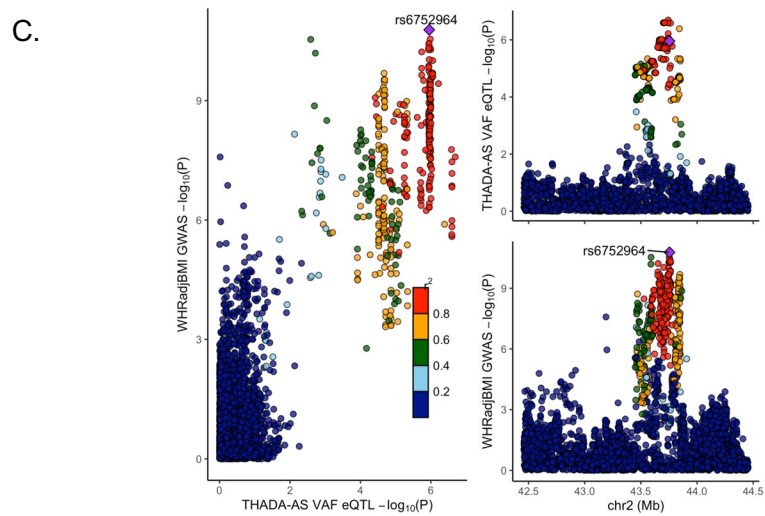 C.
rs6752964
WHRadjBMI GWAS −log10(P)
9
6
3
0
0
2
4
6
THADA-AS VAF eQTL −log10(P)
r2
0.8
0.6
0.4
0.2
THADA-AS VAF eQTL −log10(P)
6
4
2
0
rs6752964
WHRadjBMI GWAS −log10(P)
9
6
3
0
42.5
43.0
43.5
44.0
44.5
chr2 (Mb)